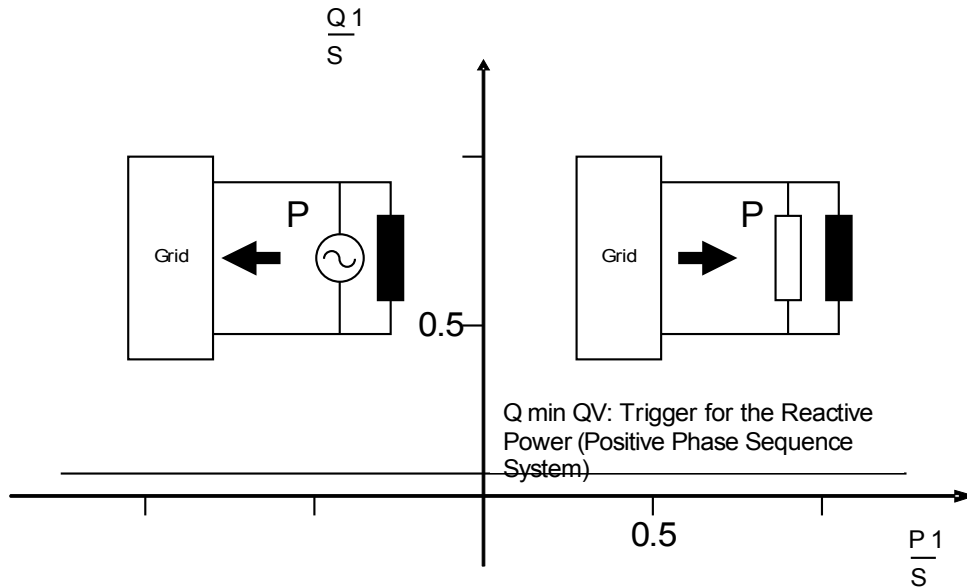 Q 1
S
P
Grid
P
Grid
0.5
Q min QV: Trigger for the Reactive
Power (Positive Phase Sequence
System)
0.5
P 1
S